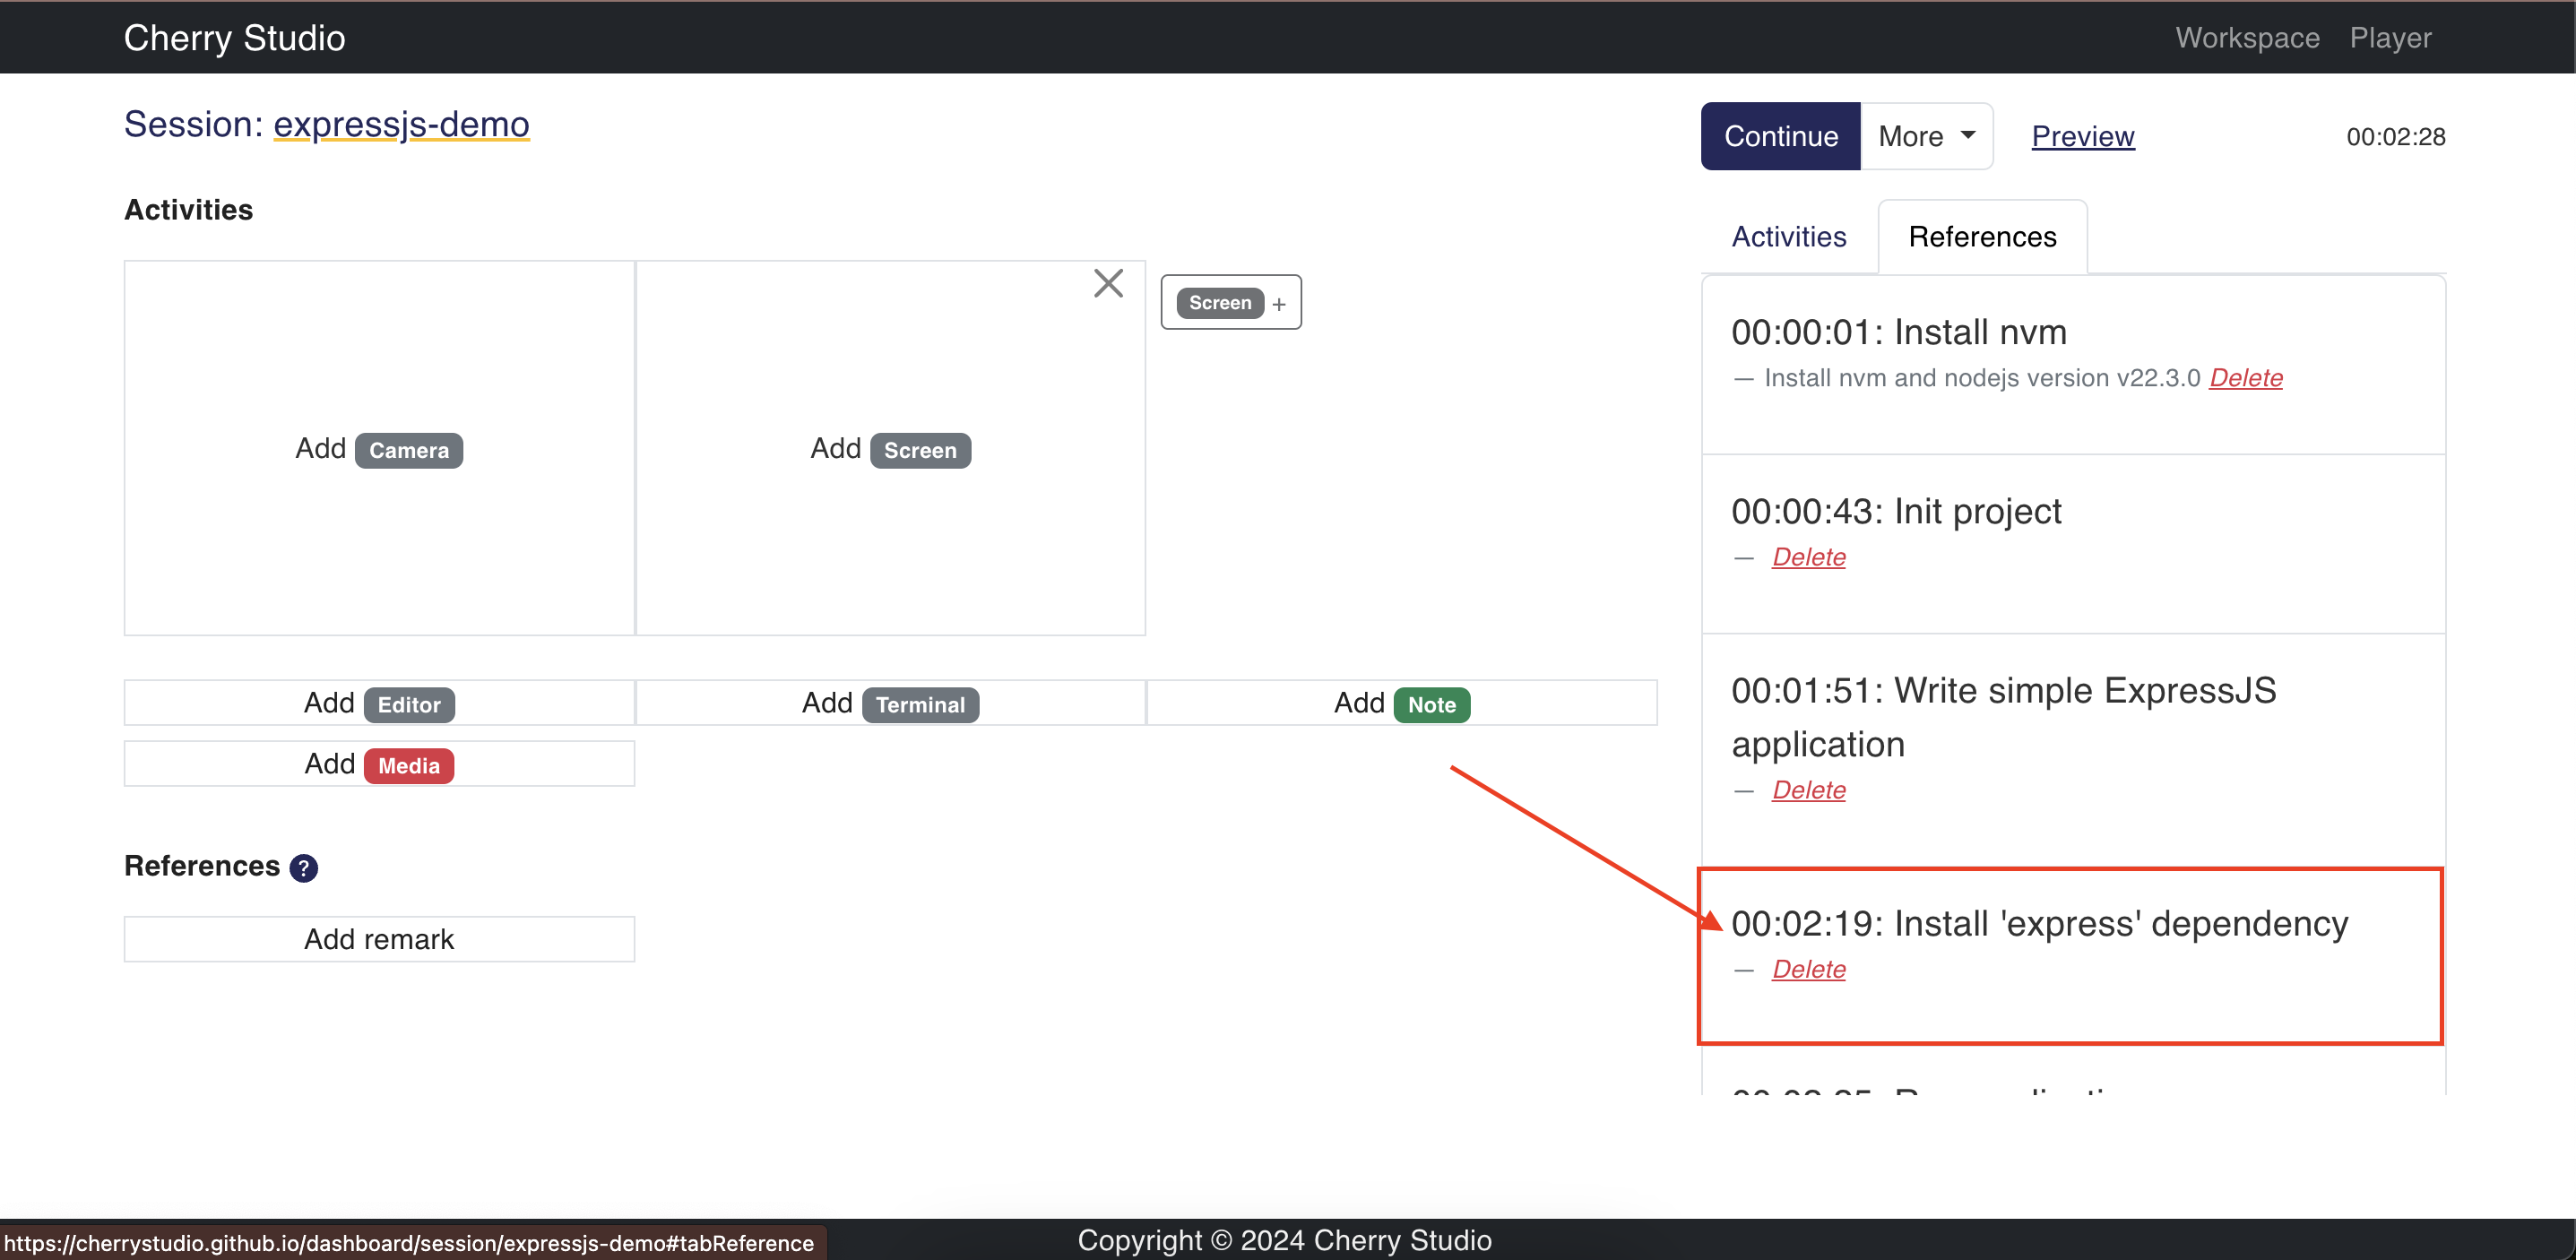 Cherry Studio
Workspace Player
Session: expressjs-demo
Continue More Preview 00:02:28
Activities
Activities References
Add Camera
Add Screen
Screen +
00:00:01: Install nvm
— Install nvm and nodejs version v22.3.0 Delete
00:00:43: Init project
— Delete
00:01:51: Write simple ExpressJS
application
— Delete
00:02:19: Install 'express' dependency
— Delete
Add Editor
Add Terminal
Add Note
Add Media
References ?
Add remark
https://cherrystudio.github.io/dashboard/session/expressjs-demo#tabReference
Copyright © 2024 Cherry Studio